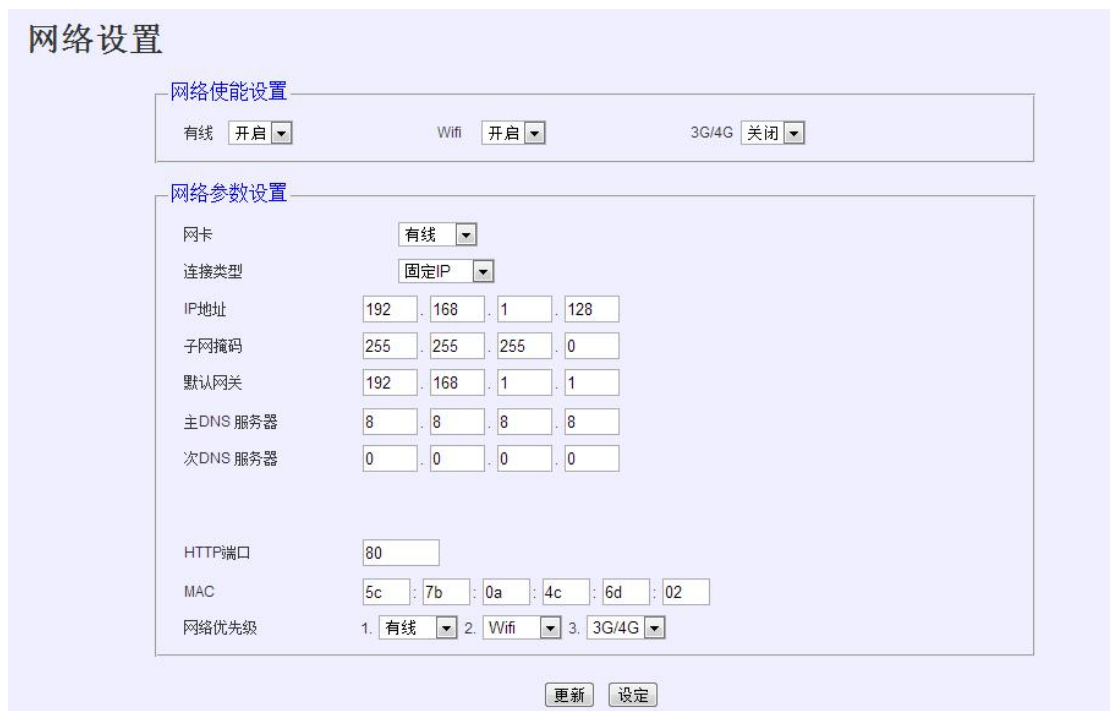 网络设置
网络使能设置
有线 开启 Wifi 开启 3G/4G 关闭
网络参数设置
网卡 有线
连接类型 固定IP
IP地址 192 . 168 . 1 . 128
子网掩码 255 . 255 . 255 . 0
默认网关 192 . 168 . 1 . 1
主DNS 服务器 8 . 8 . 8 . 8
次DNS 服务器 0 . 0 . 0 . 0
HTTP端口 80
MAC 5c : 7b : 0a : 4c : 6d : 02
网络优先级 1. 有线 2. Wifi 3. 3G/4G
更新 设定